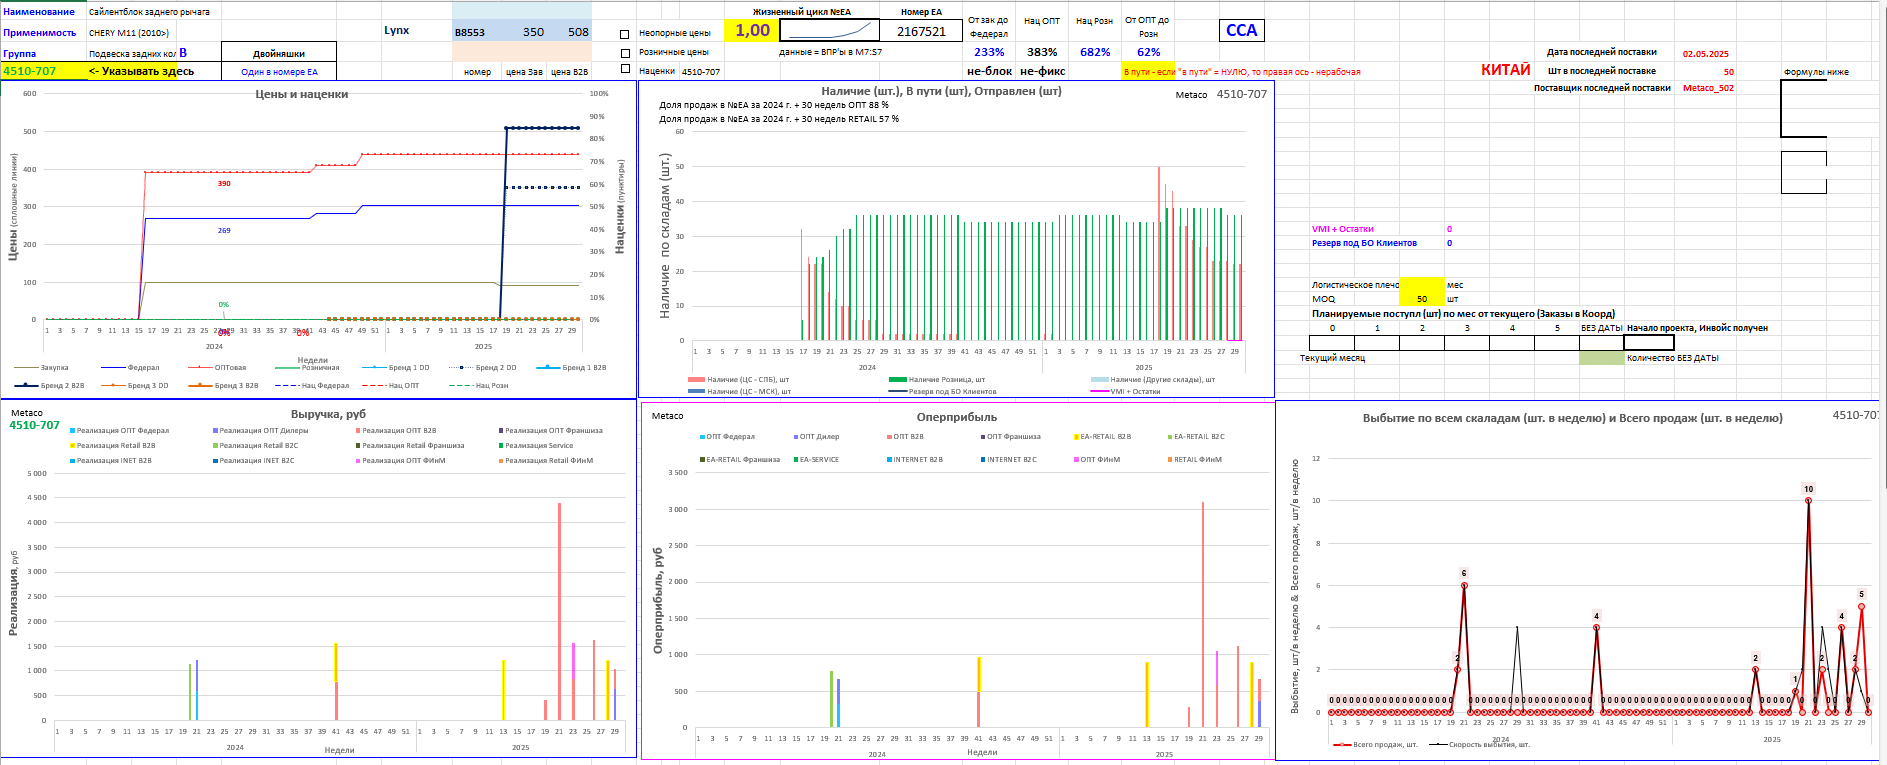 Наименование Сайлентблок заднего рычага
Применимость CHERY M11 (2010>)
Группа Подвеска задних кол B Двойняшки
4510-707 <- Указывать здесь Один в номере ЕА
Lynx B8553 350 508
номер цена Зав цена B2B
Неопорные цены
Розничные цены
Наценки 4510-707
Жизненный цикл №ЕА
1,00
данные = ВПР'ы в M7:S7
Номер ЕА
2167521
От зак до Федерал Нац ОПТ Нац Розн От ОПТ до Розн
233% 383% 682% 62%
не-блок не-фикс
В пути - если "в пути" = НУЛЮ, то правая ось - нерабочая
CCA
КИТАЙ
Дата последней поставки 02.05.2025
Шт в последней поставке 50
Поставщик последней поставки Metaco_502
Формулы ниже
Цены и наценки
600
500
400
300
200
100
0
100%
90%
80%
70%
60%
50%
40%
30%
20%
10%
0%
Цены (сплошные линии)
Наценки (пунктиры)
390
269
0%
0%
0%
1 3 5 7 9 11 13 15 17 19 21 23 25 27 29 31 33 35 37 39 41 43 45 47 49 51 1 3 5 7 9 11 13 15 17 19 21 23 25 27 29
2024 2025
Недели
Закупка Федерал ОПТовая Розничная Бренд 1 DD Бренд 2 DD Бренд 1 B2B
Бренд 2 B2B Бренд 3 DD Бренд 3 B2B Нац Федерал Нац ОПТ Нац Розн
Наличие (шт.), В пути (шт), Отправлен (шт)
Metaco 4510-707
Доля продаж в №ЕА за 2024 г. + 30 недель ОПТ 88 %
Доля продаж в №ЕА за 2024 г. + 30 недель RETAIL 57 %
60
50
40
30
20
10
0
Наличие по складам (шт.)
1 3 5 7 9 11 13 15 17 19 21 23 25 27 29 31 33 35 37 39 41 43 45 47 49 51 1 3 5 7 9 11 13 15 17 19 21 23 25 27 29
2024 2025
Наличие (ЦС - СПБ), шт Наличие Розница, шт Наличие (Другие склады), шт
Наличие (ЦС - МСК), шт Резерв под БО Клиентов VMI + Остатки
VMI + Остатки 0
Резерв под БО Клиентов 0
Логистическое плечо мес
MOQ 50 шт
Планируемые поступл (шт) по мес от текущего (Заказы в Коорд)
0 1 2 3 4 5 БЕЗ ДАТЫ Начало проекта, Инвойс получен
Текущий месяц Количество БЕЗ ДАТЫ
Metaco
4510-707
Выручка, руб
Реализация ОПТ Федерал Реализация ОПТ Дилеры Реализация ОПТ B2B Реализация ОПТ Франшиза
Реализация Retail B2B Реализация Retail B2C Реализация Retail Франшиза Реализация Service
Реализация INET B2B Реализация INET B2C Реализация ОПТ ФИнМ Реализация Retail ФИнМ
5 000
4 500
4 000
3 500
3 000
2 500
2 000
1 500
1 000
500
0
Реализация, руб
1 3 5 7 9 11 13 15 17 19 21 23 25 27 29 31 33 35 37 39 41 43 45 47 49 51 1 3 5 7 9 11 13 15 17 19 21 23 25 27 29
2024 2025
Недели
Metaco
Оперприбыль
ОПТ Федерал ОПТ Дилер ОПТ B2B ОПТ Франшиза EA-RETAIL B2B EA-RETAIL B2C
EA-RETAIL Франшиза EA-SERVICE INTERNET B2B INTERNET B2C ОПТ ФИнМ RETAIL ФИнМ
3 500
3 000
2 500
2 000
1 500
1 000
500
0
Оперприбыль, руб
1 3 5 7 9 11 13 15 17 19 21 23 25 27 29 31 33 35 37 39 41 43 45 47 49 51 1 3 5 7 9 11 13 15 17 19 21 23 25 27 29
2024 2025
Недели
Выбытие по всем складам (шт. в неделю) и Всего продаж (шт. в неделю)
4510-707
12
10
8
6
4
2
0
Выбытие, шт/в неделю & Всего продаж, шт/в неделю
2 6 4 2 1 10 2 4 2 5
1 3 5 7 9 11 13 15 17 19 21 23 25 27 29 31 33 35 37 39 41 43 45 47 49 51 1 3 5 7 9 11 13 15 17 19 21 23 25 27 29
2024 2025
Всего продаж, шт. Скорость выбытия, шт.